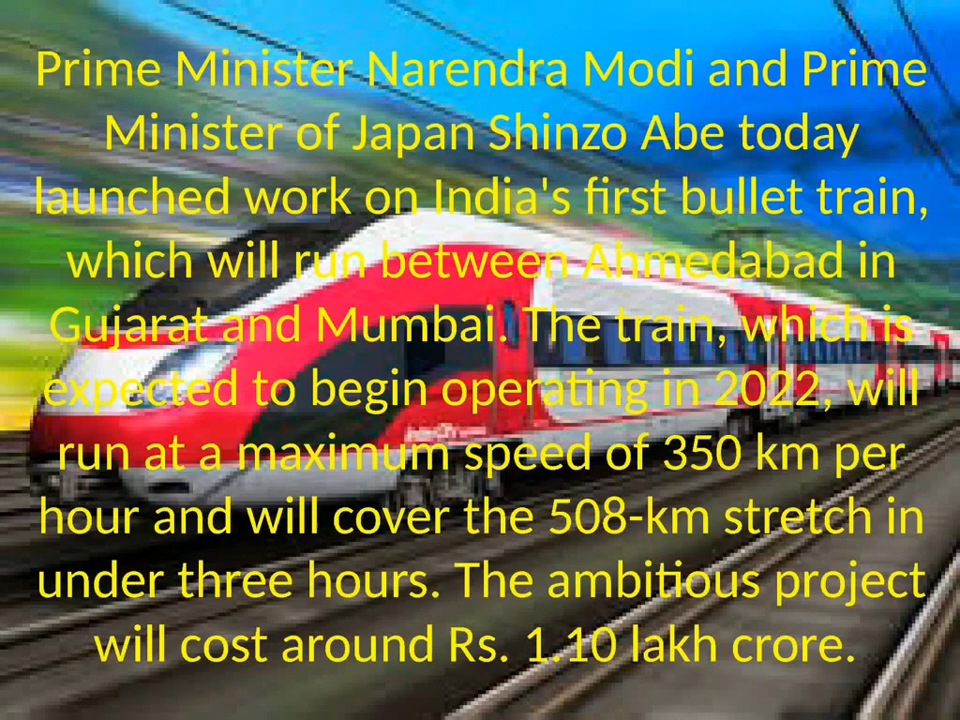 Prime Minister Narendra Modi and Prime
Minister of Japan Shinzo Abe today
launched work on India's first bullet train,
which will run between Ahmedabad in
Gujarat and Mumbai. The train, which is
expected to begin operating in 2022, will
run at a maximum speed of 350 km per
hour and will cover the 508-km stretch in
under three hours. The ambitious project
will cost around Rs. 1.10 lakh crore.